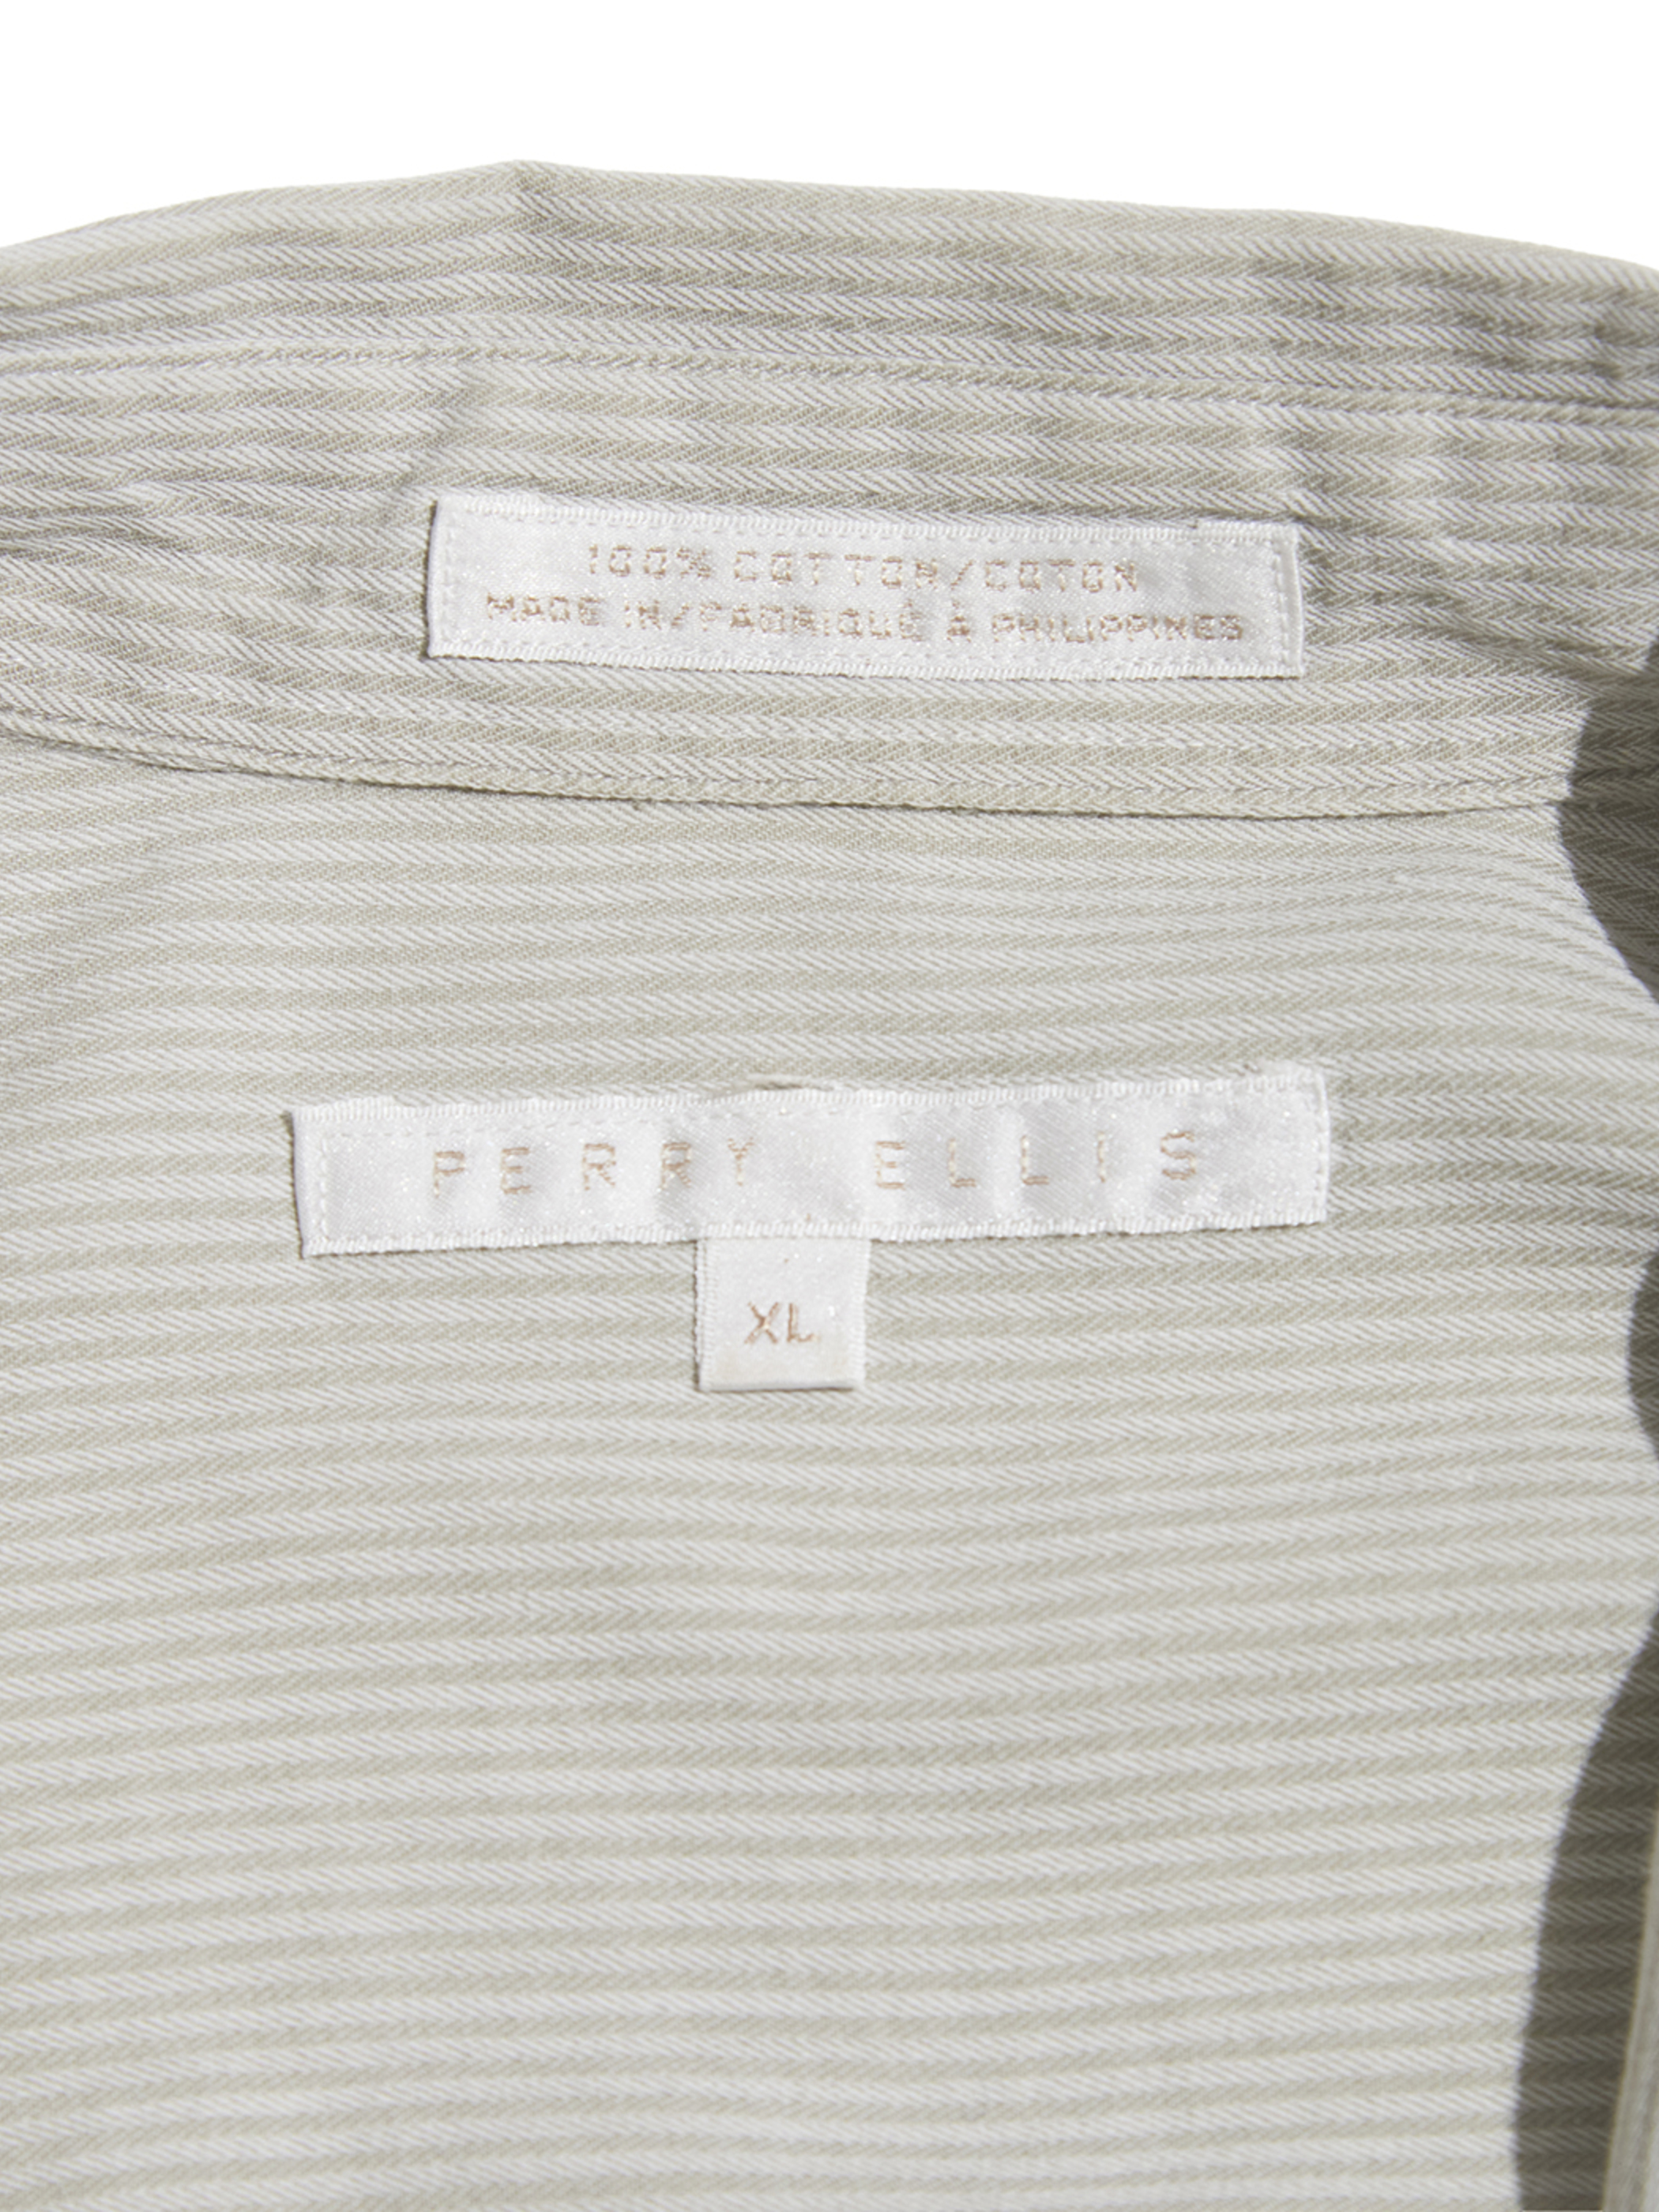 100% COTTON/COTON
MADE IN/FABRIQUÉ À PHILIPPINES
PERRY ELLIS
XL